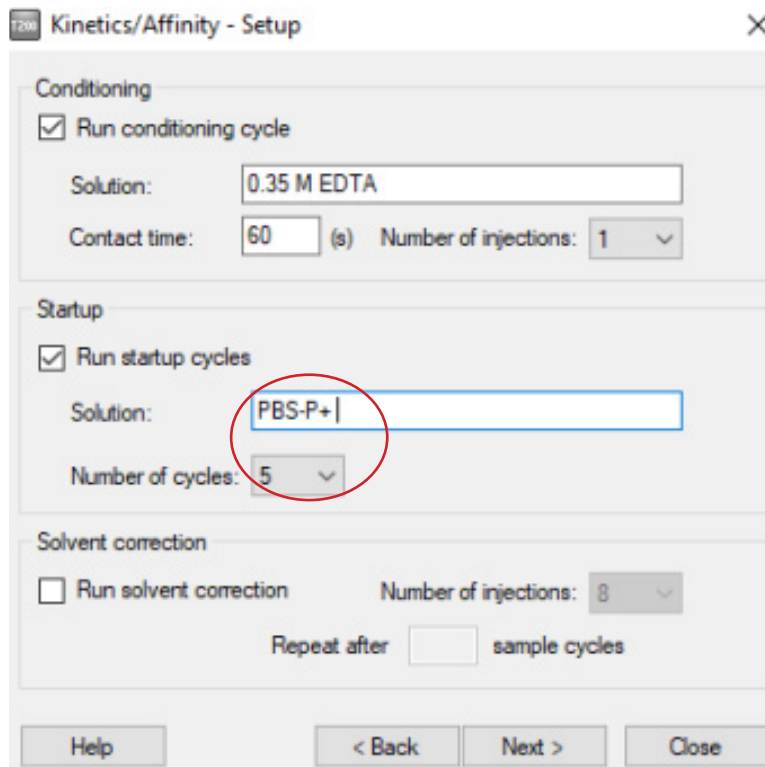 T200 Kinetics/Affinity - Setup
Conditioning
Run conditioning cycle
Solution: 0.35 M EDTA
Contact time: 60 (s) Number of injections: 1
Startup
Run startup cycles
Solution: PBS-P+
Number of cycles: 5
Solvent correction
Run solvent correction Number of injections: 8
Repeat after sample cycles
Help < Back Next > Close